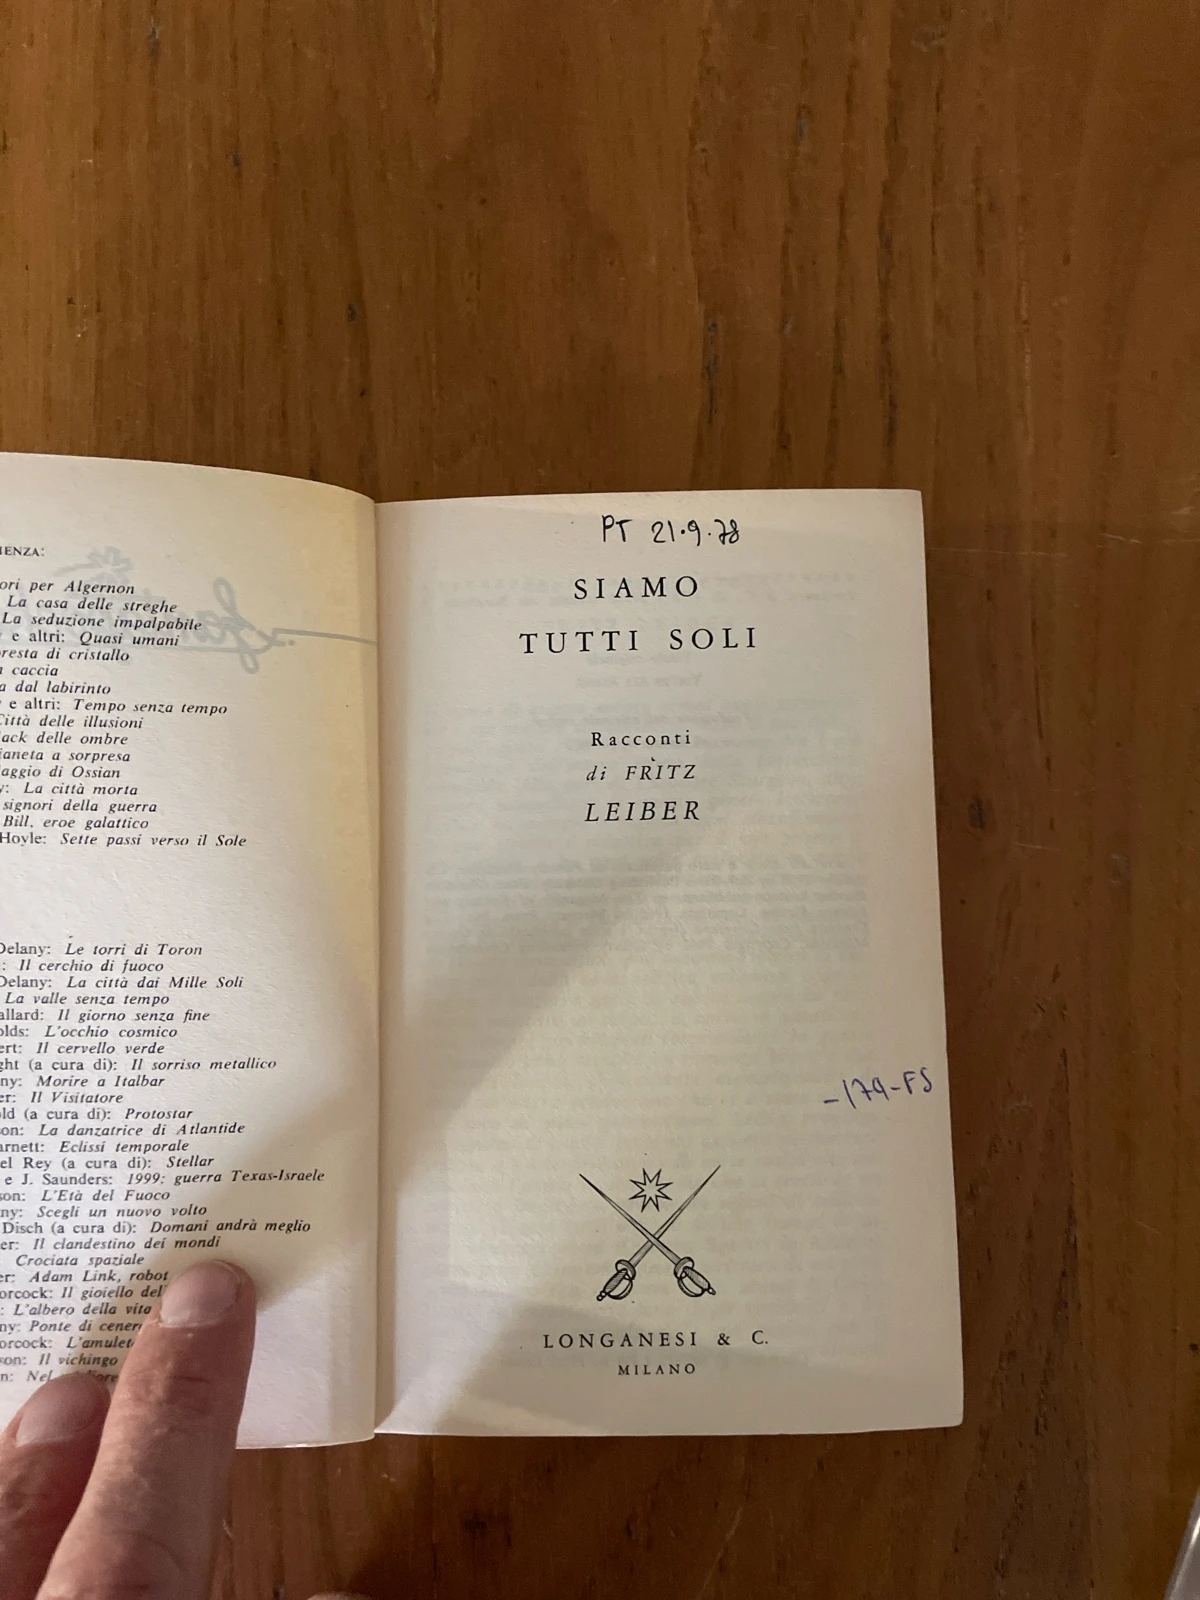 IENZA:
ori per Algernon
La casa delle streghe
La seduzione impalpabile
e altri: Quasi umani
oresta di cristallo
caccia
a dal labirinto
e altri: Tempo senza tempo
Città delle illusioni
ack delle ombre
ianeta a sorpresa
aggio di Ossian
y: La città morta
signori della guerra
Bill, eroe galattico
Hoyle: Sette passi verso il Sole
Delany: Le torri di Toron
: Il cerchio di fuoco
Delany: La città dai Mille Soli
La valle senza tempo
allard: Il giorno senza fine
olds: L'occhio cosmico
ert: Il cervello verde
ght (a cura di): Il sorriso metallico
ny: Morire a Italbar
er: Il Visitatore
ld (a cura di): Protostar
on: La danzatrice di Atlantide
arnett: Eclissi temporale
el Rey (a cura di): Stellar
e J. Saunders: 1999: guerra Texas-Israele
son: L'Età del Fuoco
ny: Scegli un nuovo volto
Disch (a cura di): Domani andrà meglio
er: Il clandestino dei mondi
Crociata spaziale
er: Adam Link, robot
orcock: Il gioiello del
: L'albero della vita
ny: Ponte di cener
orcock: L'amulet
son: Il vichingo
n: Nel
PT 21.9.78
SIAMO
TUTTI SOLI
Racconti
di FRITZ
LEIBER
-179-FS
LONGANESI & C.
MILANO